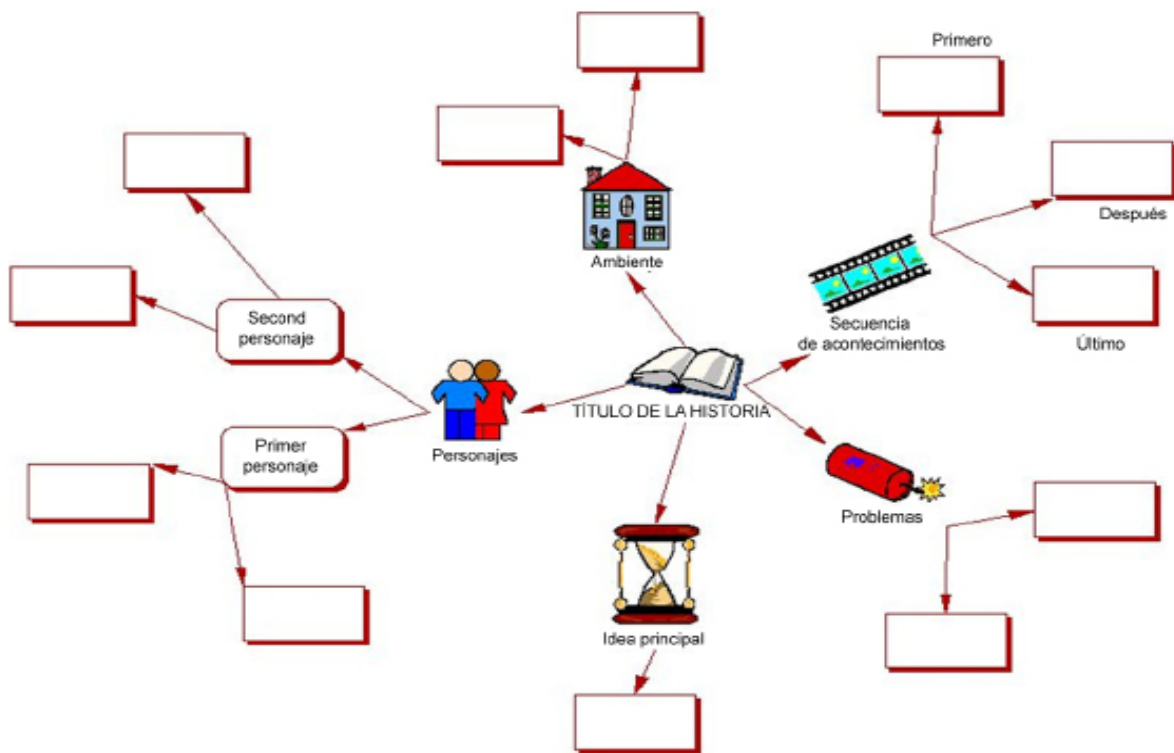 Primero
Después
Ambiente
Second
personaje
Secuencia
de acontecimientos
Último
TÍTULO DE LA HISTORIA
Primer
personaje
Personajes
Problemas
Idea principal